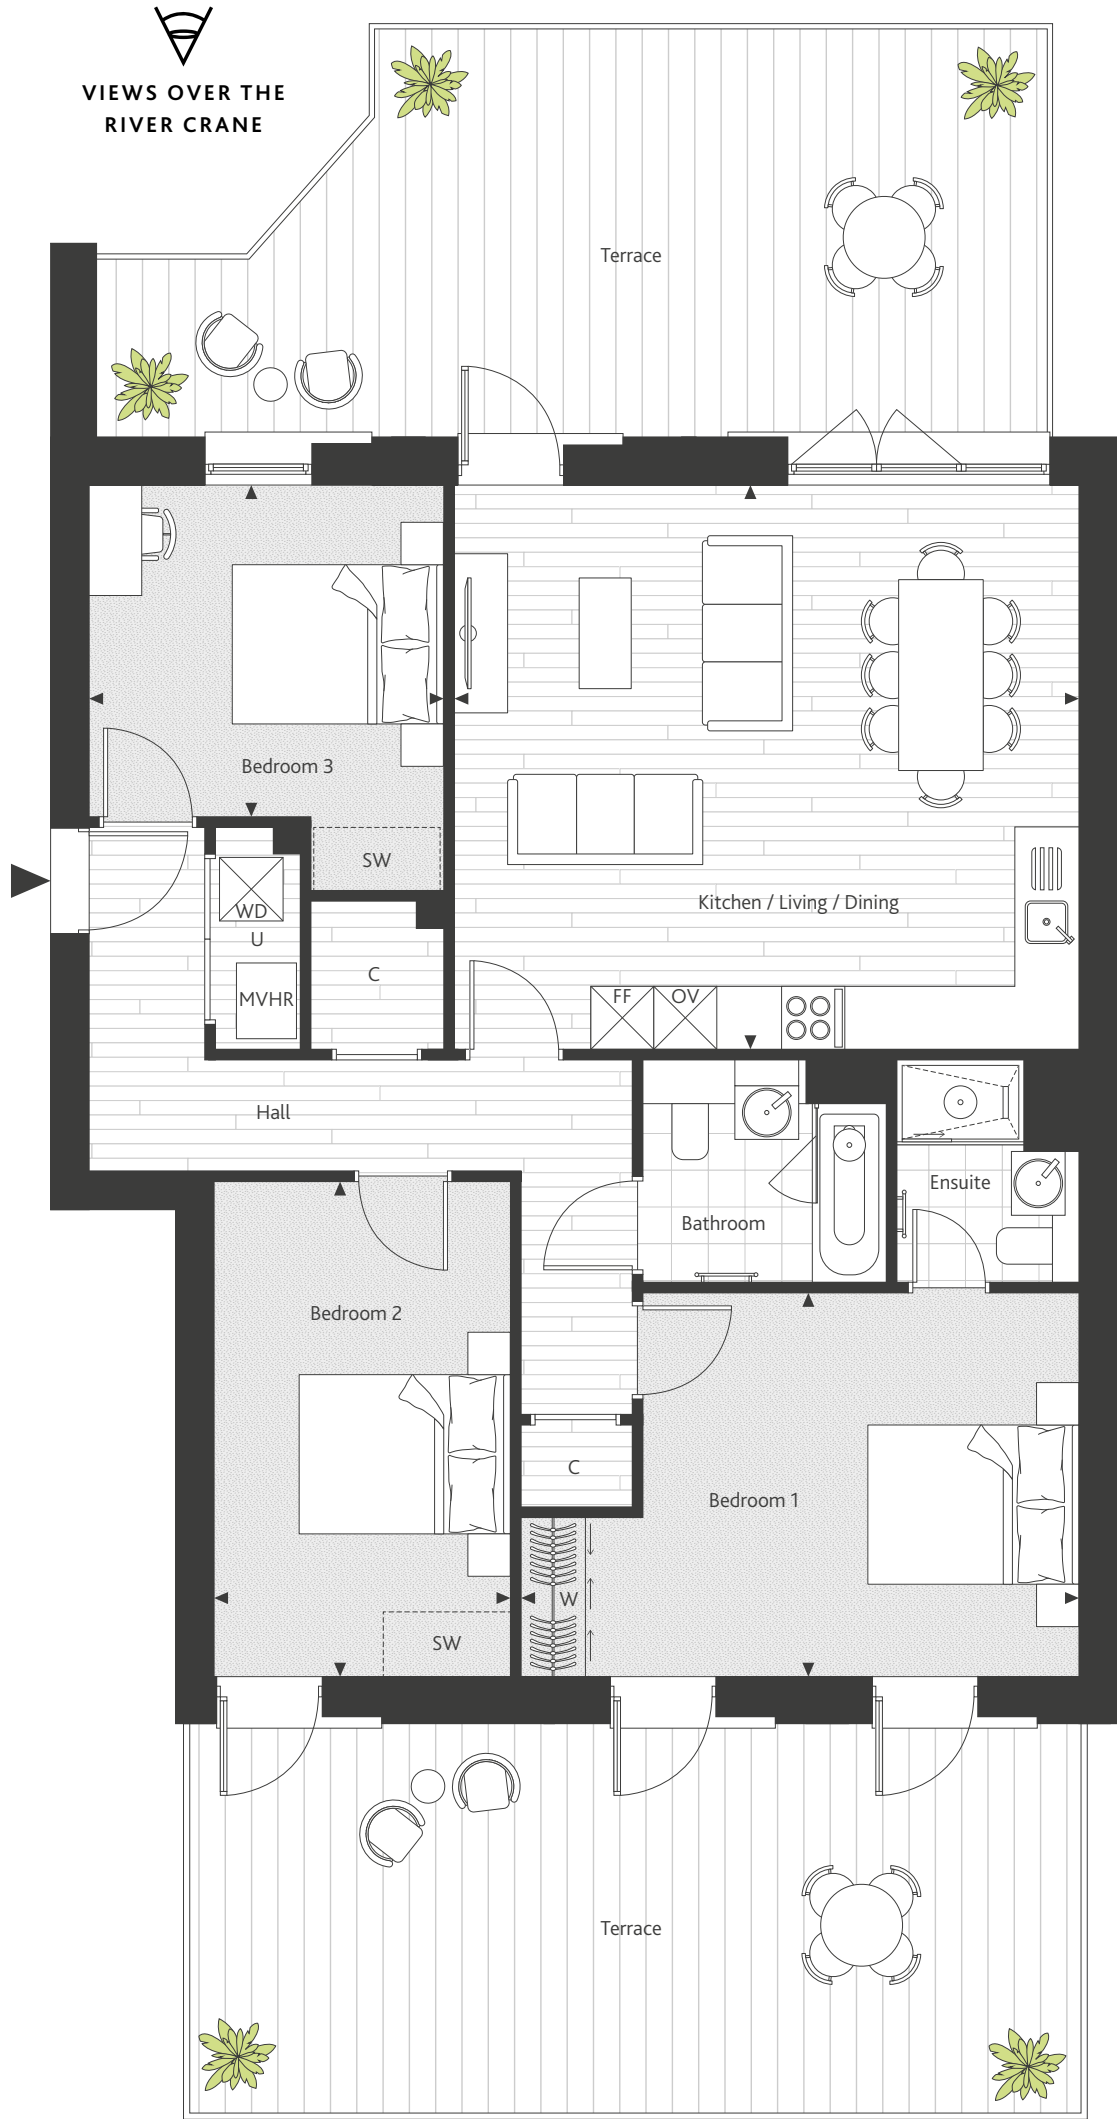 VIEWS OVER THE
RIVER CRANE
Terrace
Bedroom 3
SW
WD
U
MVHR
C
Kitchen / Living / Dining
FF
OV
Hall
Bathroom
Ensuite
Bedroom 2
SW
C
Bedroom 1
W
Terrace